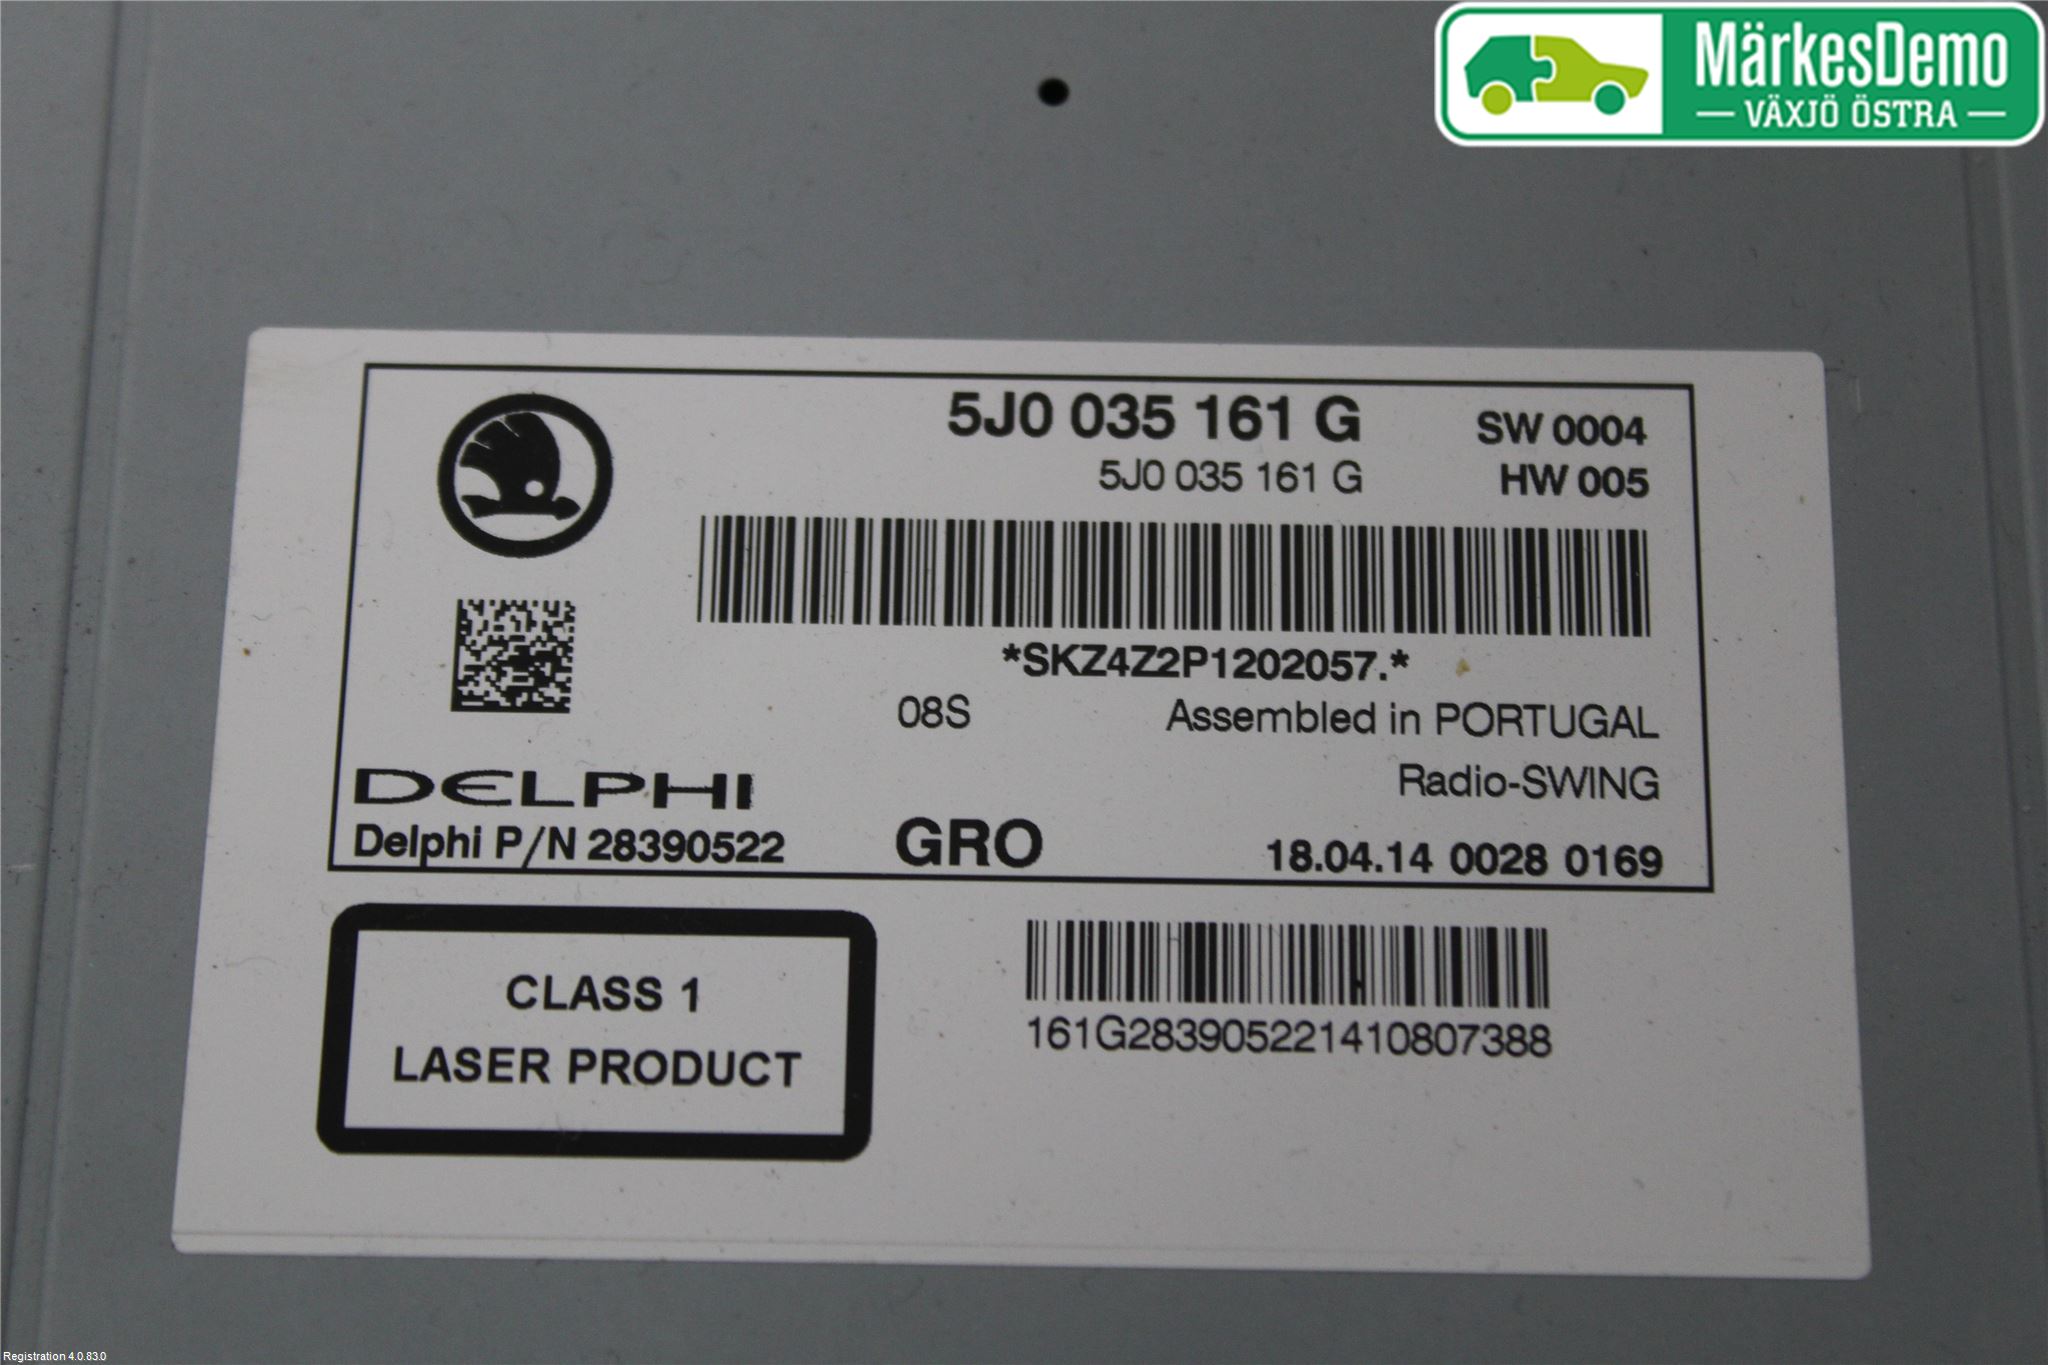 MärkesDemo
VÄXJÖ ÖSTRA
5J0 035 161 G
SW 0004
5J0 035 161 G
HW 005
*SKZ4Z2P1202057.*
08S
Assembled in PORTUGAL
DELPHI
Radio-SWING
Delphi P/N 28390522
GRO
18.04.14 0028 0169
CLASS 1
LASER PRODUCT
161G283905221410807388
Registration 4.0.83.0